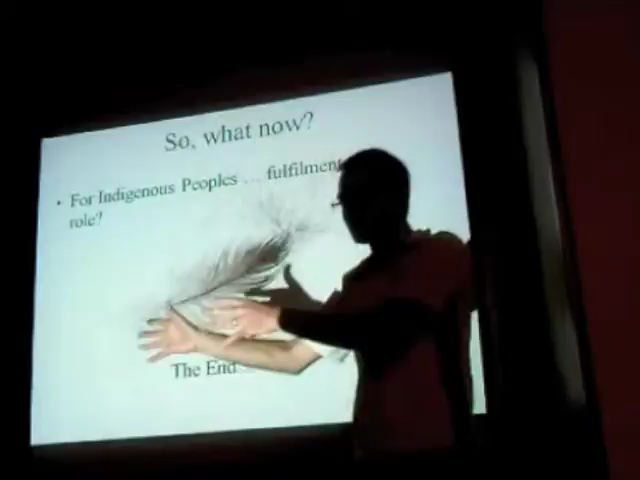 So, what now?
• For Indigenous Peoples ... fulfilment
role?
The End